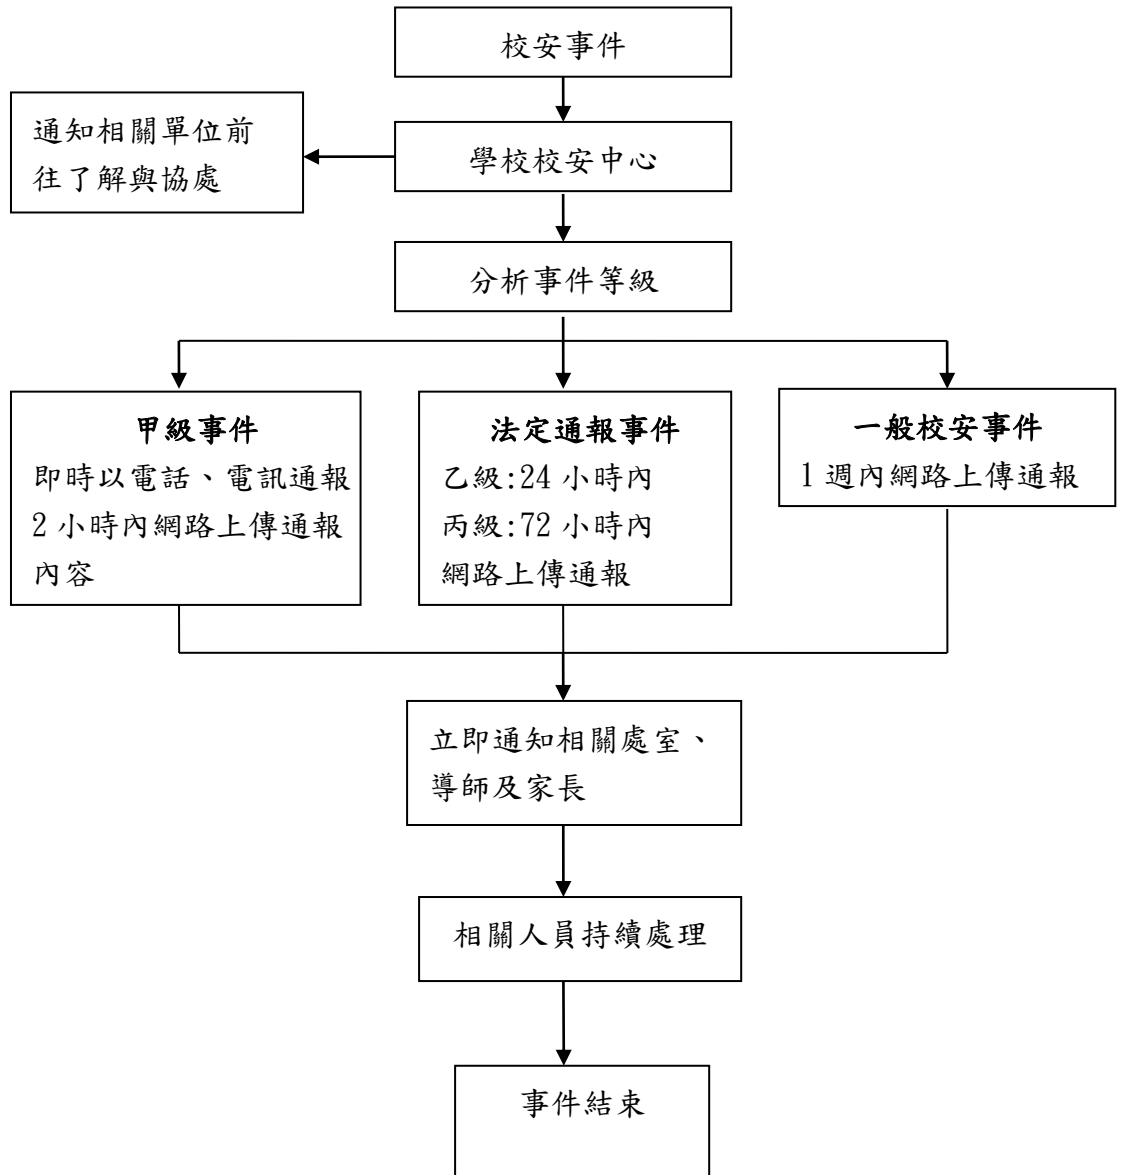 校安事件
通知相關單位前
往了解與協處
學校校安中心
分析事件等級
甲級事件
即時以電話、電訊通報
2 小時內網路上傳通報
內容
法定通報事件
乙級:24 小時內
丙級:72 小時內
網路上傳通報
一般校安事件
1 週內網路上傳通報
立即通知相關處室、
導師及家長
相關人員持續處理
事件結束